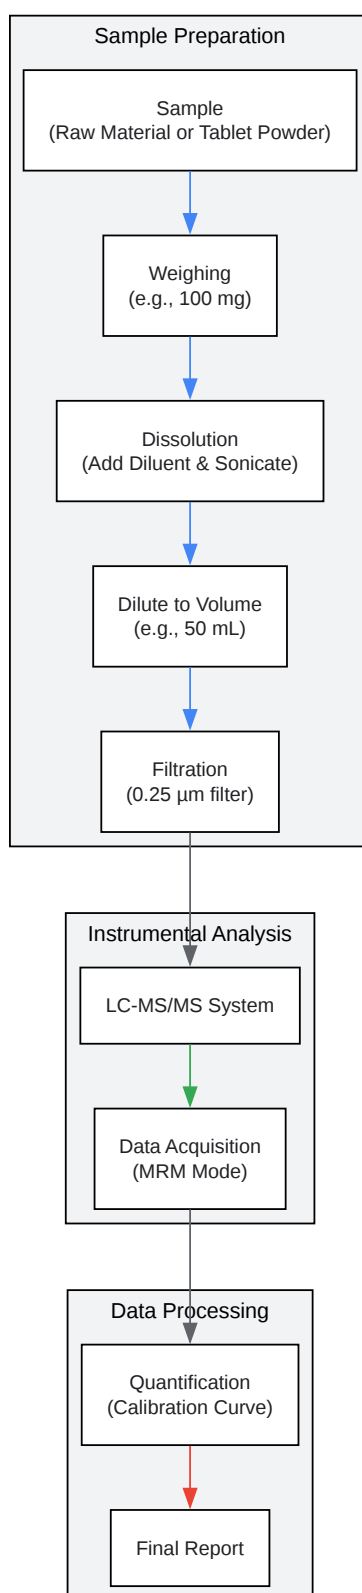 Sample Preparation
Sample
(Raw Material or Tablet Powder)
Weighing
(e.g., 100 mg)
Dissolution
(Add Diluent & Sonicate)
Dilute to Volume
(e.g., 50 mL)
Filtration
(0.25 µm filter)
Instrumental Analysis
LC-MS/MS System
Data Acquisition
(MRM Mode)
Data Processing
Quantification
(Calibration Curve)
Final Report